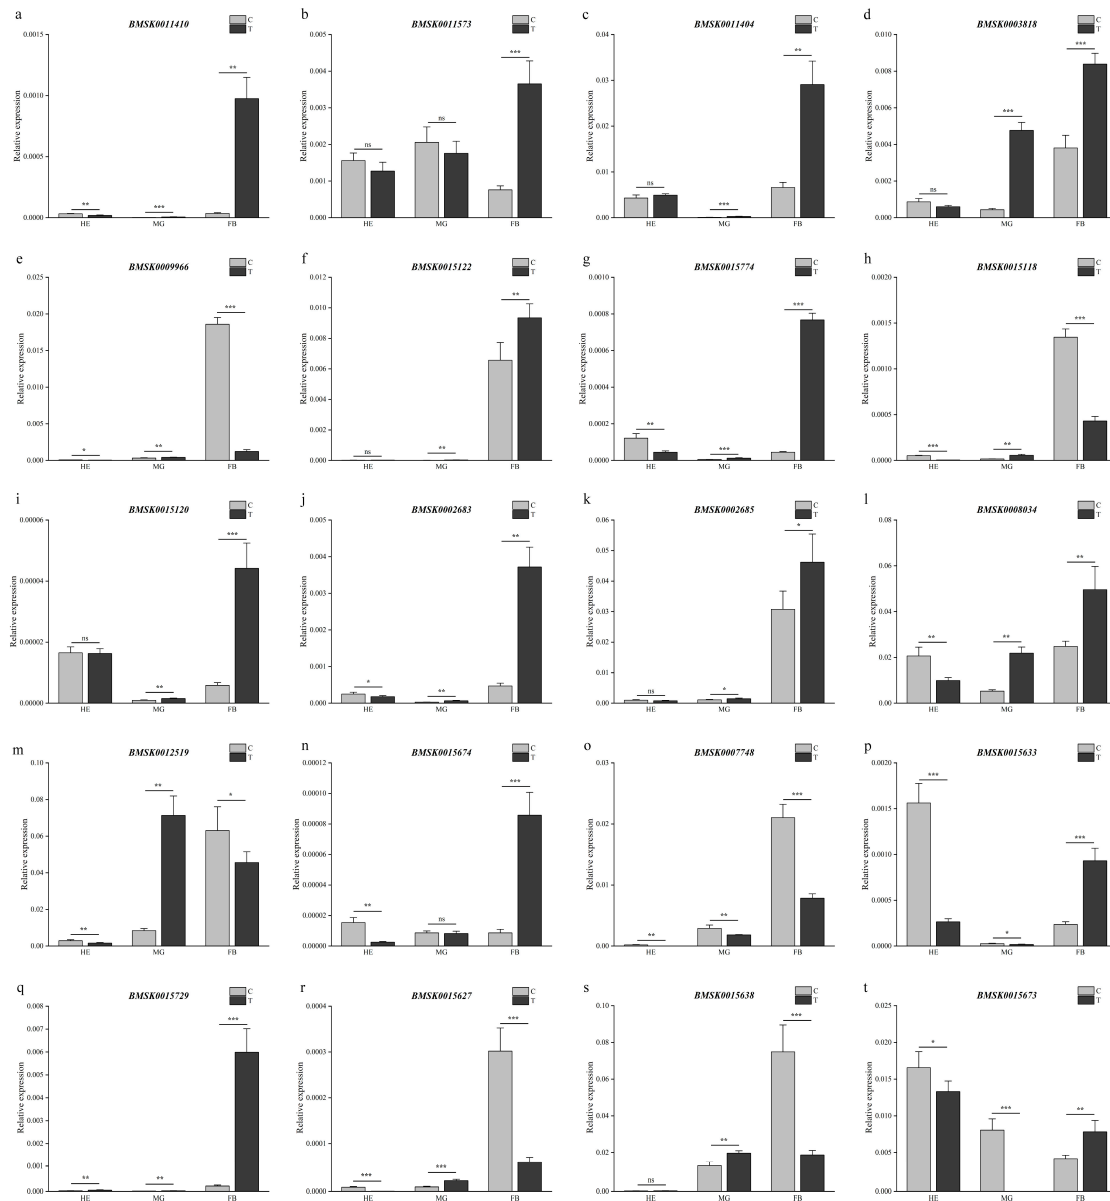 a BMSK0011410 C
T
Relative expression
0.0015
0.0010
0.0005
0.0000
** *** **
HE MG FB
b BMSK0011573 C
T
Relative expression
0.005
0.004
0.003
0.002
0.001
0.000
ns ns ***
HE MG FB
c BMSK0011404 C
T
Relative expression
0.04
0.03
0.02
0.01
0.00
ns *** **
HE MG FB
d BMSK0003818 C
T
Relative expression
0.010
0.008
0.006
0.004
0.002
0.000
ns *** ***
HE MG FB
e BMSK0009966 C
T
Relative expression
0.025
0.020
0.015
0.010
0.005
0.000
* ** ***
HE MG FB
f BMSK0015122 C
T
Relative expression
0.012
0.010
0.008
0.006
0.004
0.002
0.000
ns ** **
HE MG FB
g BMSK0015774 C
T
Relative expression
0.0010
0.0008
0.0006
0.0004
0.0002
0.0000
** *** ***
HE MG FB
h BMSK0015118 C
T
Relative expression
0.0020
0.0015
0.0010
0.0005
0.0000
*** ** ***
HE MG FB
i BMSK0015120 C
T
Relative expression
0.00006
0.00004
0.00002
0.00000
ns ** ***
HE MG FB
j BMSK0002683 C
T
Relative expression
0.005
0.004
0.003
0.002
0.001
0.000
* ** **
HE MG FB
k BMSK0002685 C
T
Relative expression
0.06
0.05
0.04
0.03
0.02
0.01
0.00
ns * *
HE MG FB
l BMSK0008034 C
T
Relative expression
0.08
0.06
0.04
0.02
0.00
** ** **
HE MG FB
m BMSK0012519 C
T
Relative expression
0.10
0.08
0.06
0.04
0.02
0.00
** ** *
HE MG FB
n BMSK0015674 C
T
Relative expression
0.00012
0.00010
0.00008
0.00006
0.00004
0.00002
0.00000
** ns ***
HE MG FB
o BMSK0007748 C
T
Relative expression
0.03
0.02
0.01
0.00
** ** ***
HE MG FB
p BMSK0015633 C
T
Relative expression
0.0020
0.0015
0.0010
0.0005
0.0000
*** * ***
HE MG FB
q BMSK0015729 C
T
Relative expression
0.008
0.007
0.006
0.005
0.004
0.003
0.002
0.001
0.000
** ** ***
HE MG FB
r BMSK0015627 C
T
Relative expression
0.0004
0.0003
0.0002
0.0001
0.0000
*** *** ***
HE MG FB
s BMSK0015638 C
T
Relative expression
0.10
0.08
0.06
0.04
0.02
0.00
ns ** ***
HE MG FB
t BMSK0015673 C
T
Relative expression
0.025
0.020
0.015
0.010
0.005
0.000
* *** **
HE MG FB